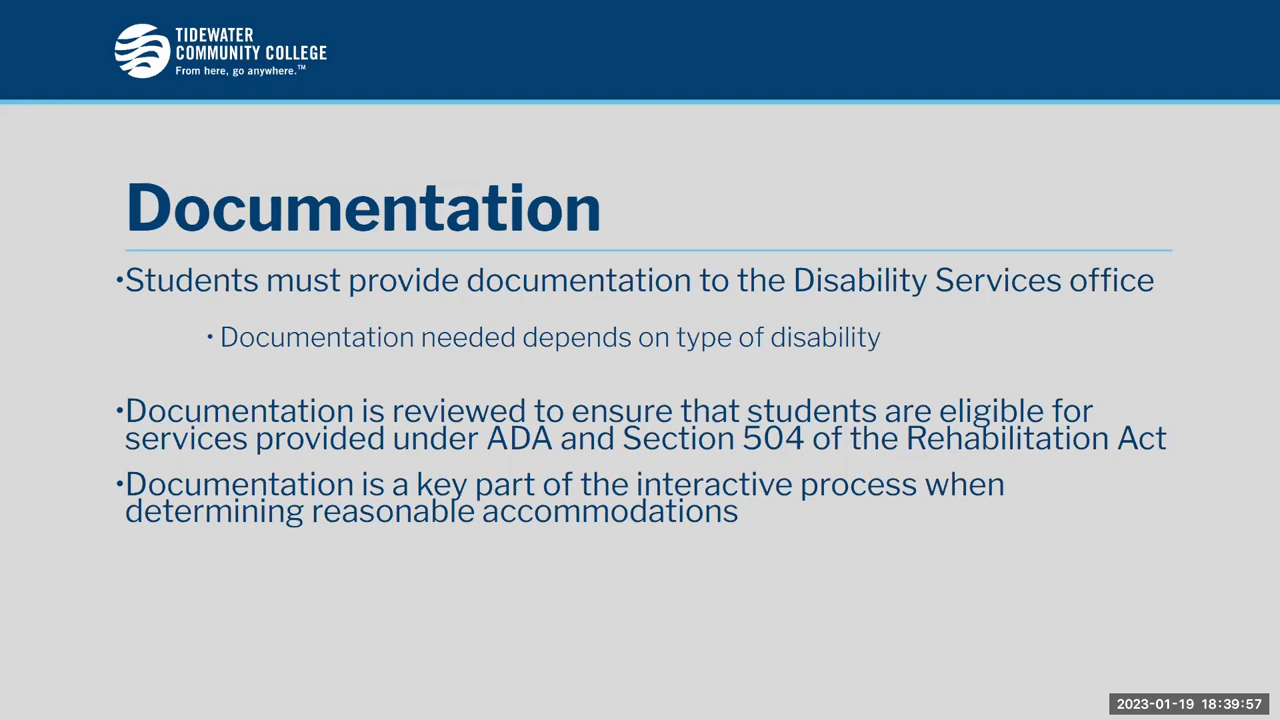 TIDEWATER
COMMUNITY COLLEGE
From here, go anywhere.™
Documentation
•Students must provide documentation to the Disability Services office
• Documentation needed depends on type of disability
•Documentation is reviewed to ensure that students are eligible for
services provided under ADA and Section 504 of the Rehabilitation Act
•Documentation is a key part of the interactive process when
determining reasonable accommodations
2023-01-19 18:39:57